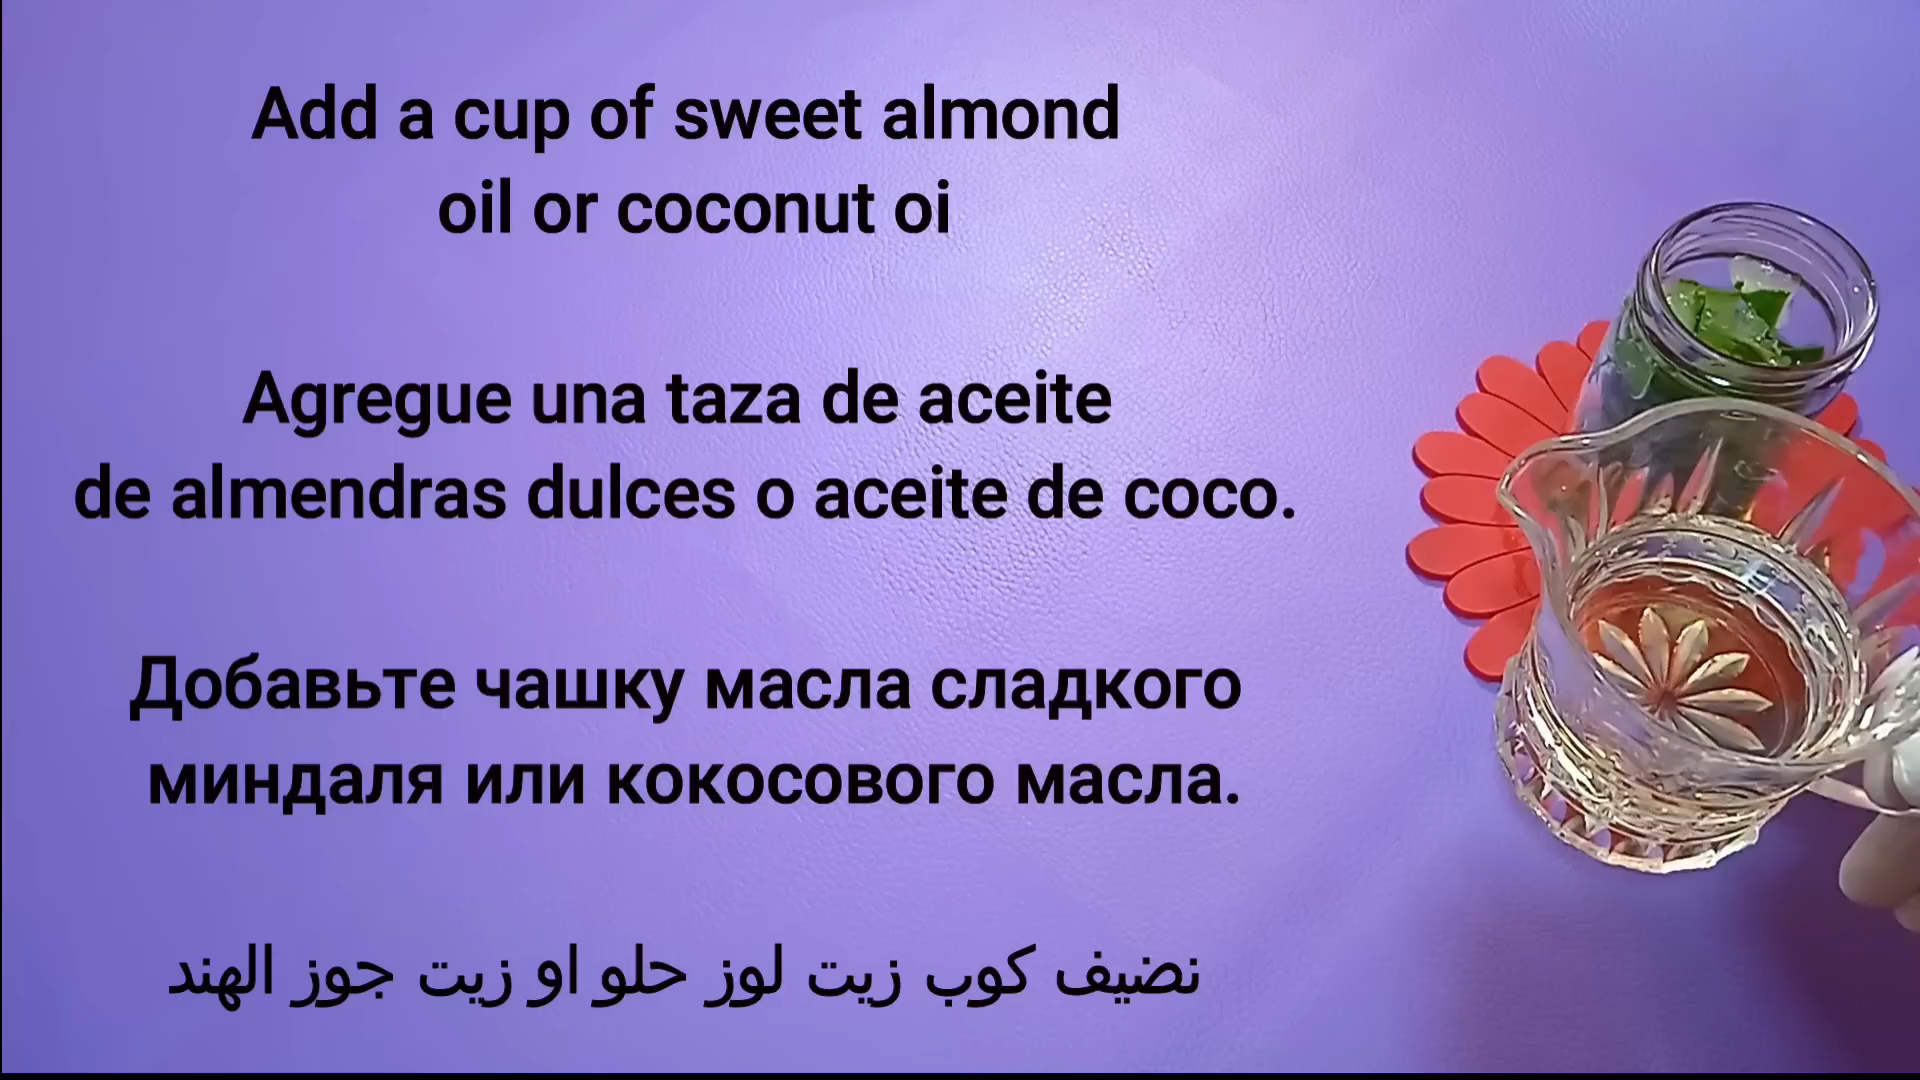 Add a cup of sweet almond
oil or coconut oi
Agregue una taza de aceite
de almendras dulces o aceite de coco.
Добавьте чашку масла сладкого
миндаля или кокосового масла.
نضيف كوب زيت لوز حلو او زيت جوز الهند